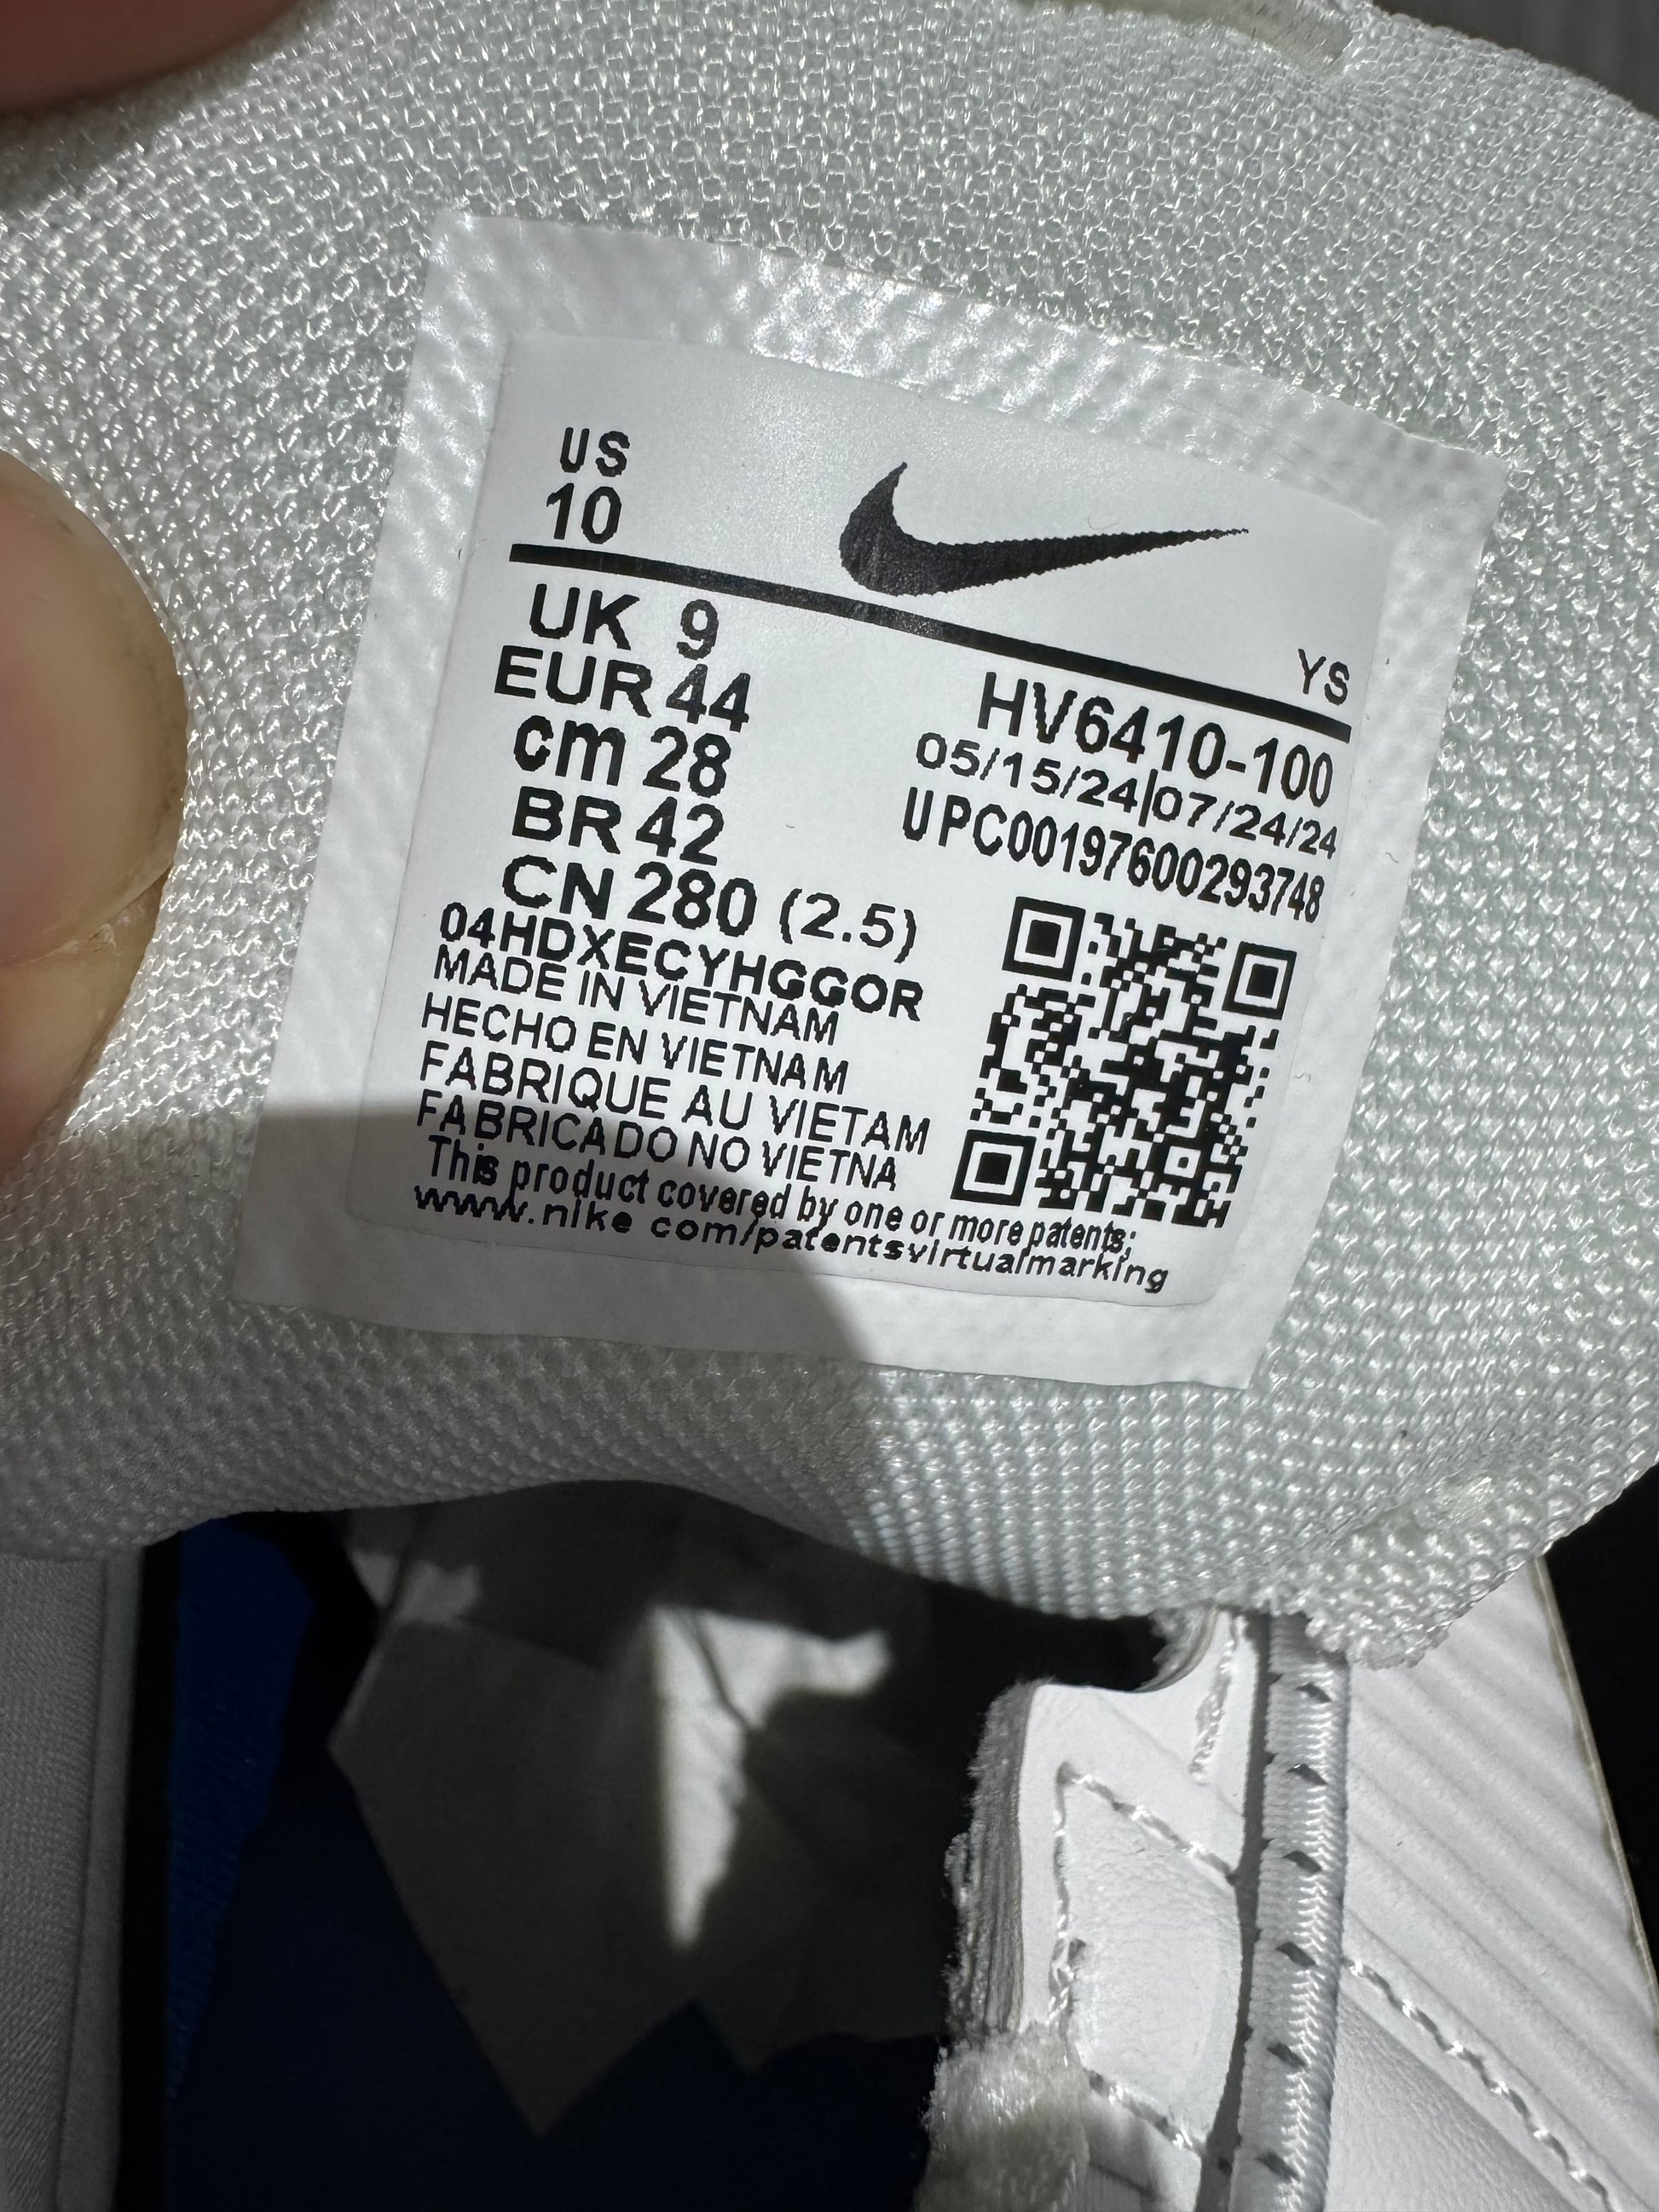 US
10
YS
UK 9
EUR 44
cm 28
BR 42
CN 280 (2.5)
HV6410-100
05/15/24|07/24/24
UPC00197600293748
04HDXECYHGGOR
MADE IN VIETNAM
HECHO EN VIETNAM
FABRIQUE AU VIETAM
FABRICADO NO VIETNA
This product covered by one or more patents;
www.nike com/patentsvirtualmarking